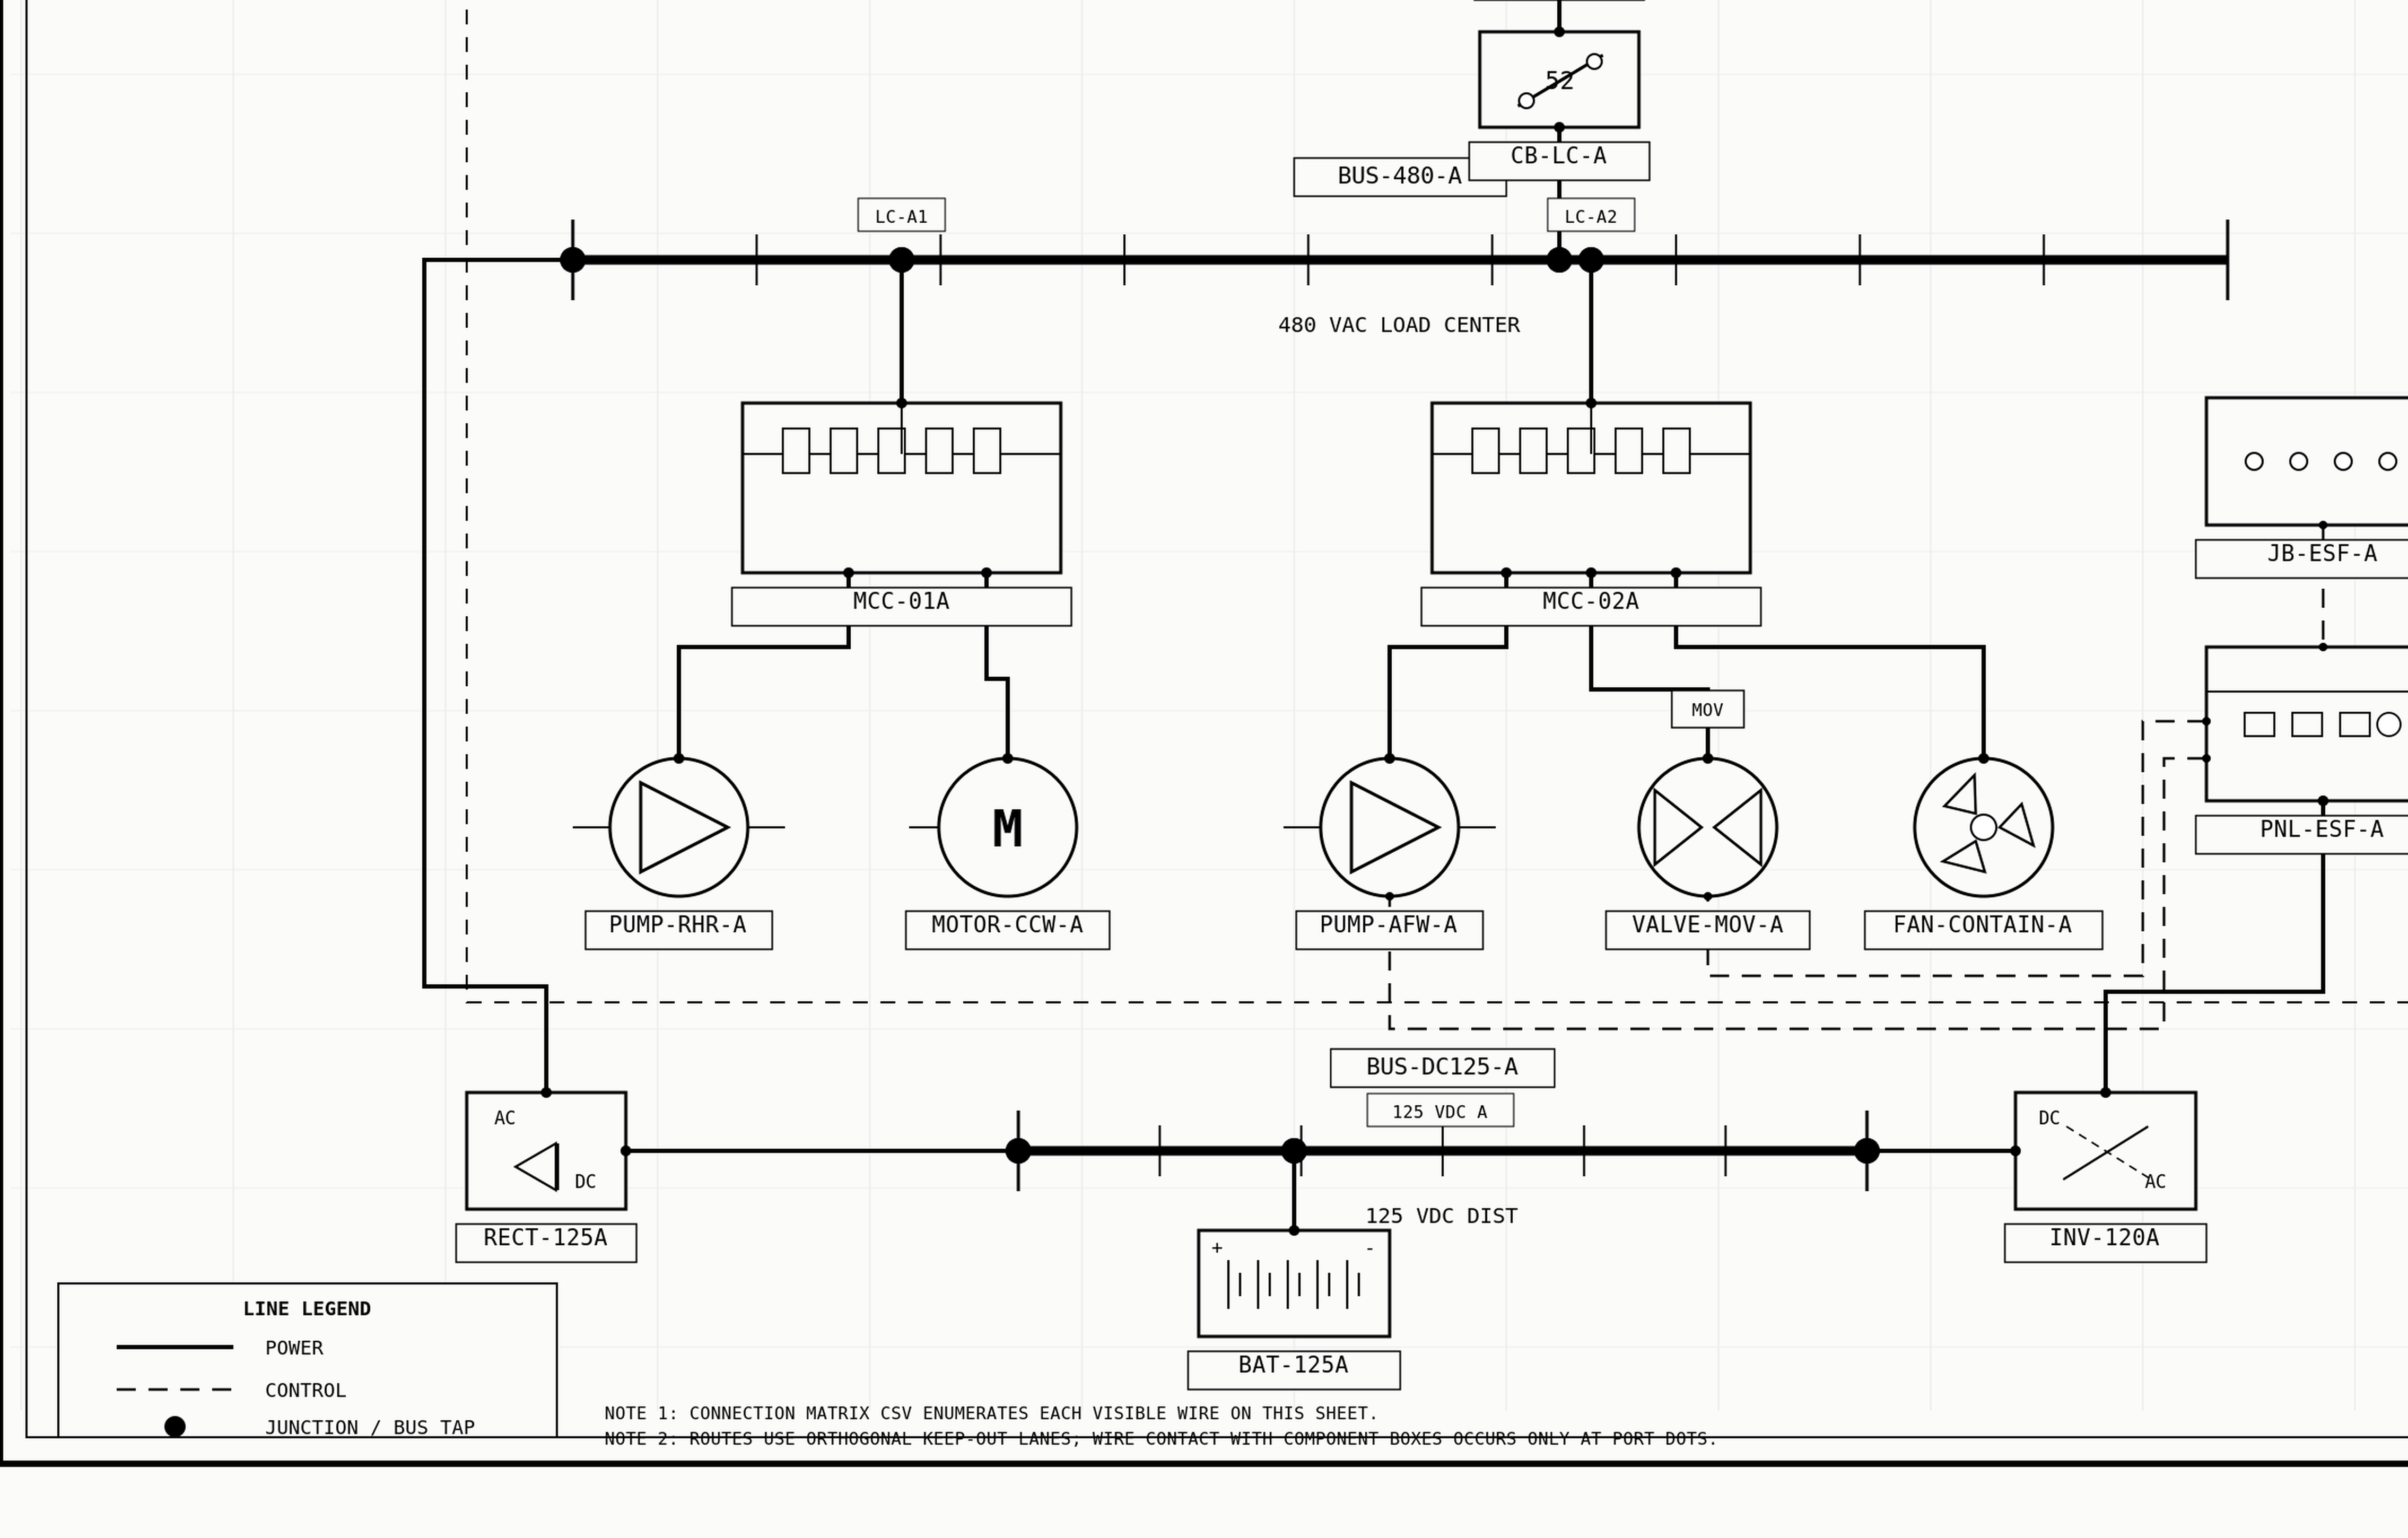 52
CB-LC-A
BUS-480-A
LC-A1
LC-A2
480 VAC LOAD CENTER
JB-ESF-A
MCC-01A
MCC-02A
MOV
M
PNL-ESF-A
PUMP-RHR-A
MOTOR-CCW-A
PUMP-AFW-A
VALVE-MOV-A
FAN-CONTAIN-A
BUS-DC125-A
125 VDC A
AC
DC
DC
AC
125 VDC DIST
RECT-125A
INV-120A
+ -
BAT-125A
LINE LEGEND
POWER
CONTROL
JUNCTION / BUS TAP
NOTE 1: CONNECTION MATRIX CSV ENUMERATES EACH VISIBLE WIRE ON THIS SHEET.
NOTE 2: ROUTES USE ORTHOGONAL KEEP-OUT LANES; WIRE CONTACT WITH COMPONENT BOXES OCCURS ONLY AT PORT DOTS.